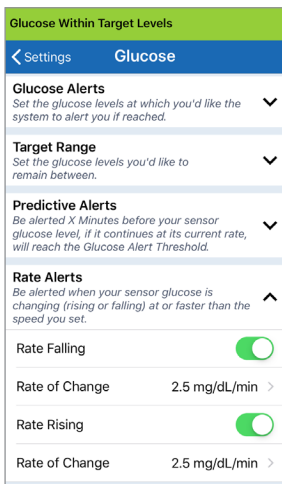 Glucose Within Target Levels
Settings
Glucose
Glucose Alerts
Set the glucose levels at which you'd like the
system to alert you if reached.
Target Range
Set the glucose levels you'd like to
remain between.
Predictive Alerts
Be alerted X Minutes before your sensor
glucose level, if it continues at its current rate,
will reach the Glucose Alert Threshold.
Rate Alerts
Be alerted when your sensor glucose is
changing (rising or falling) at or faster than the
speed you set.
Rate Falling
Rate of Change 2.5 mg/dL/min
Rate Rising
Rate of Change 2.5 mg/dL/min